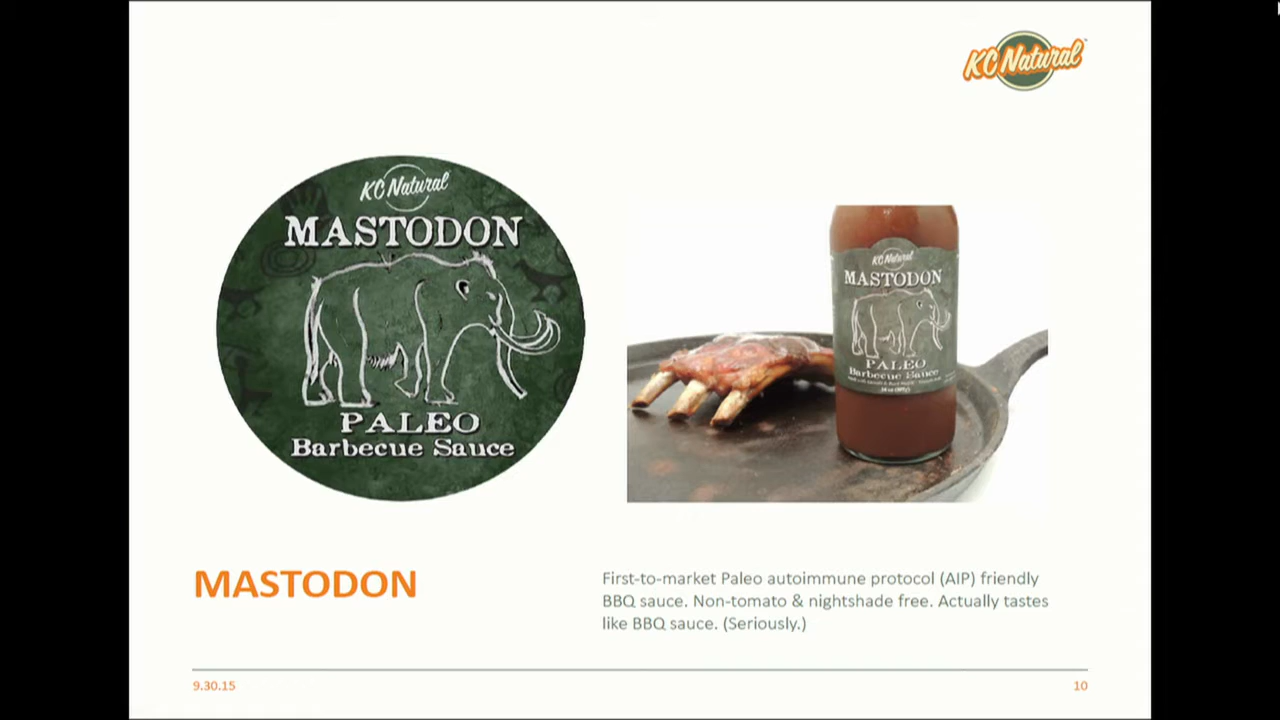 KC Natural
KC Natural
MASTODON
PALEO
Barbecue Sauce
KC Natural
MASTODON
PALEO
Barbecue Sauce
MASTODON
First-to-market Paleo autoimmune protocol (AIP) friendly
BBQ sauce. Non-tomato & nightshade free. Actually tastes
like BBQ sauce. (Seriously.)
9.30.15
10